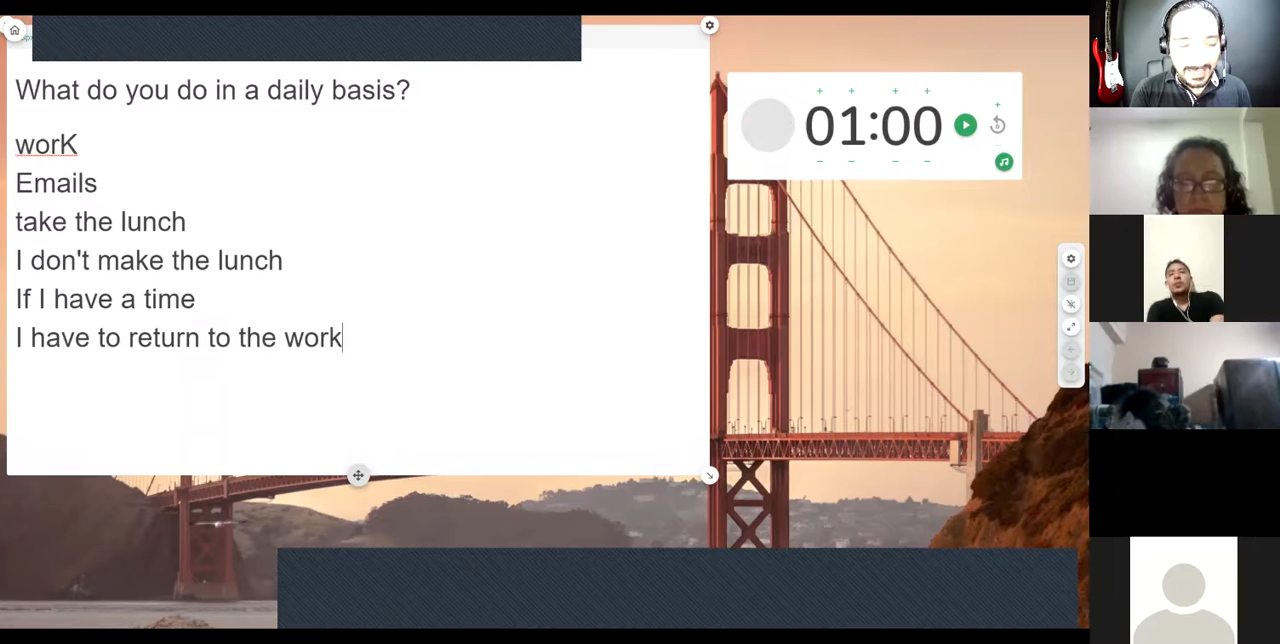 What do you do in a daily basis?
worK
Emails
take the lunch
I don't make the lunch
If I have a time
I have to return to the work
01:00